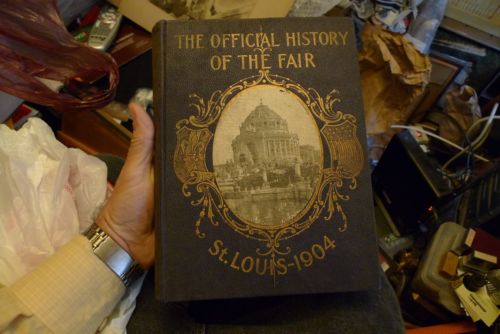 THE OFFICIAL HISTORY
OF THE FAIR
St. LOUIS-1904